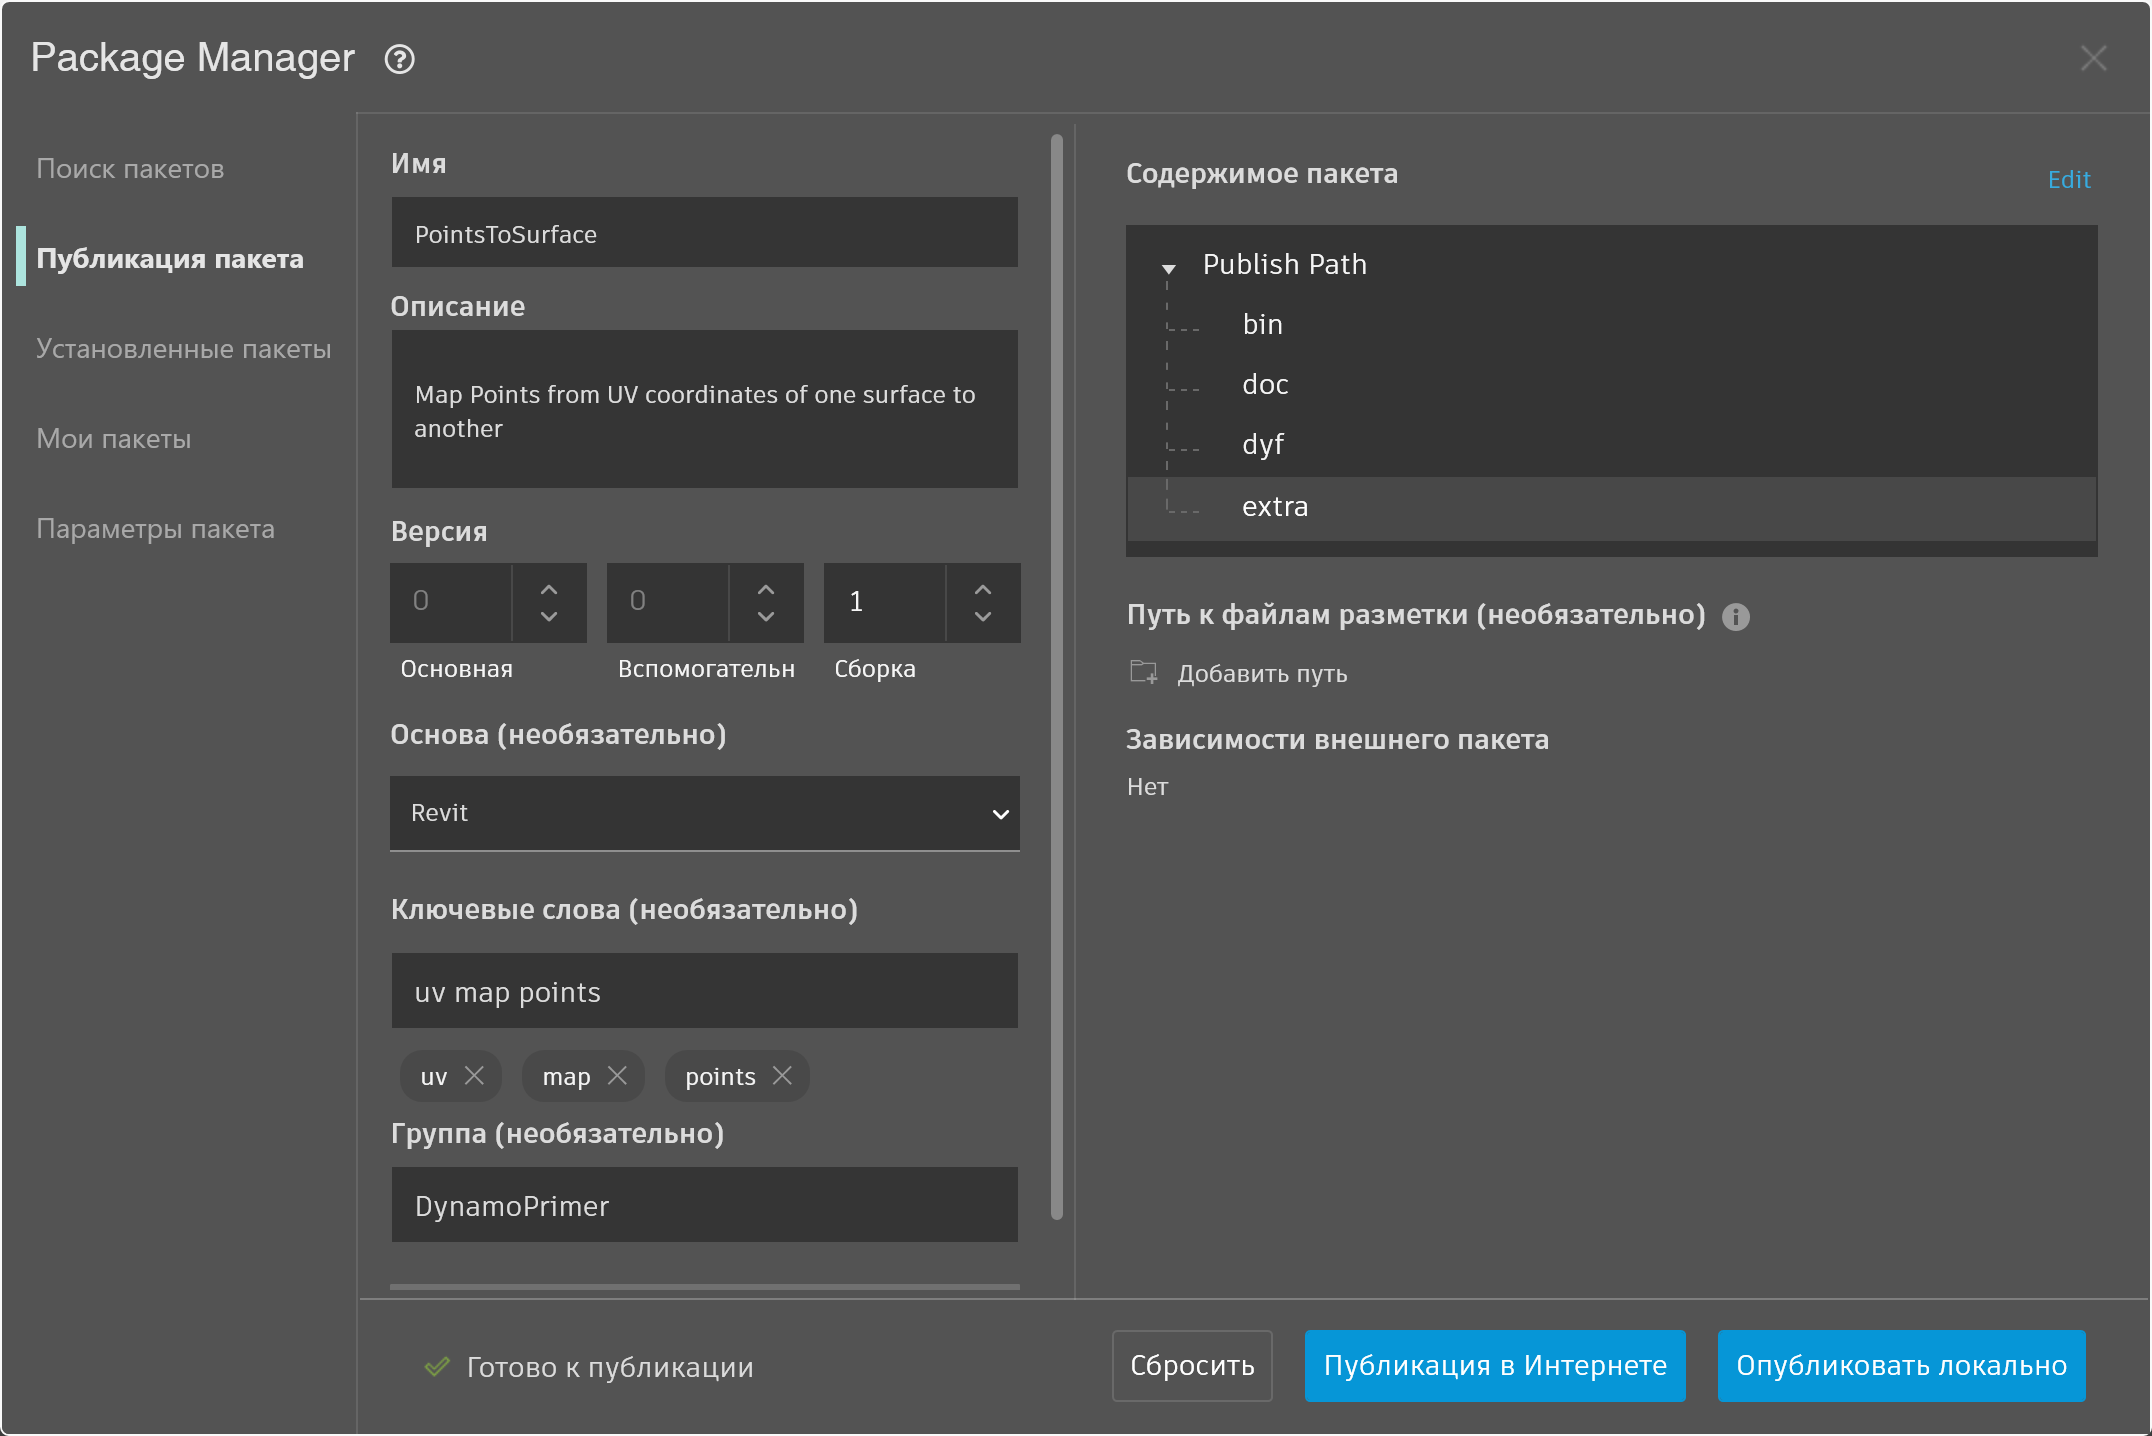 Package Manager
Поиск пакетов
Публикация пакета
Установленные пакеты
Мои пакеты
Параметры пакета
Имя
PointsToSurface
Описание
Map Points from UV coordinates of one surface to
another
Версия
0
0
1
Основная
Вспомогательн
Сборка
Основа (необязательно)
Revit
Ключевые слова (необязательно)
uv map points
uv
map
points
Группа (необязательно)
DynamoPrimer
Содержимое пакета
Edit
Publish Path
bin
doc
dyf
extra
Путь к файлам разметки (необязательно)
Добавить путь
Зависимости внешнего пакета
Нет
Готово к публикации
Сбросить
Публикация в Интернете
Опубликовать локально